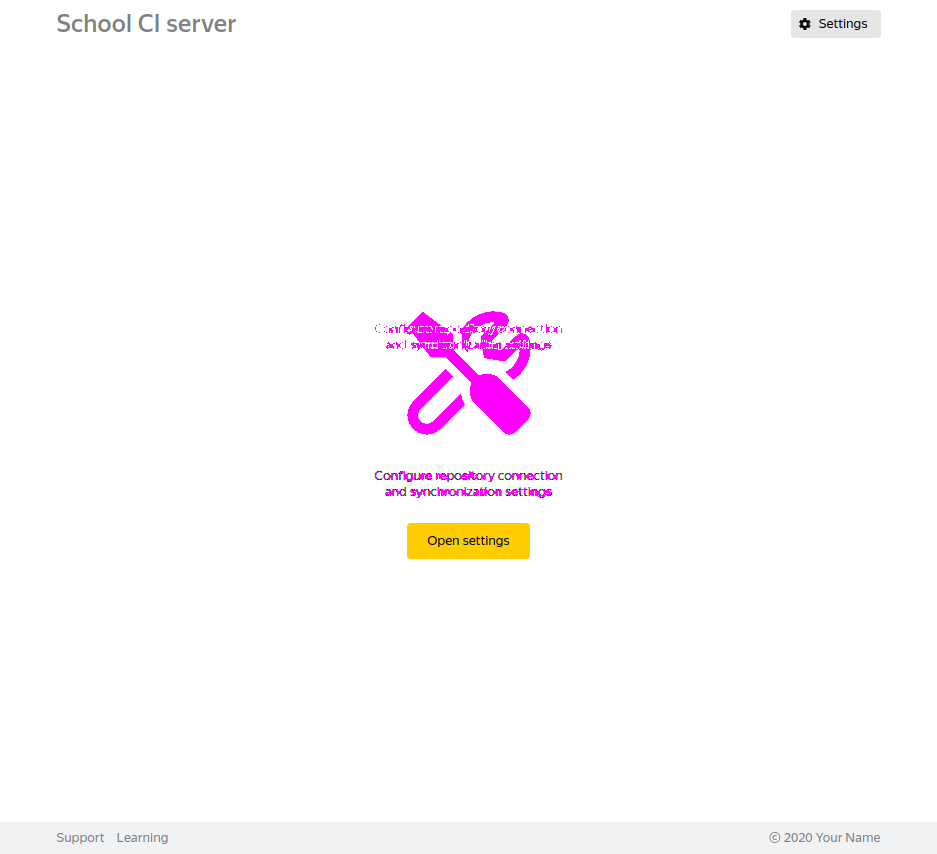 School CI server
Settings
Configure repository connection
and synchronization settings
Configure repository connection
and synchronization settings
Open settings
Support Learning
© 2020 Your Name